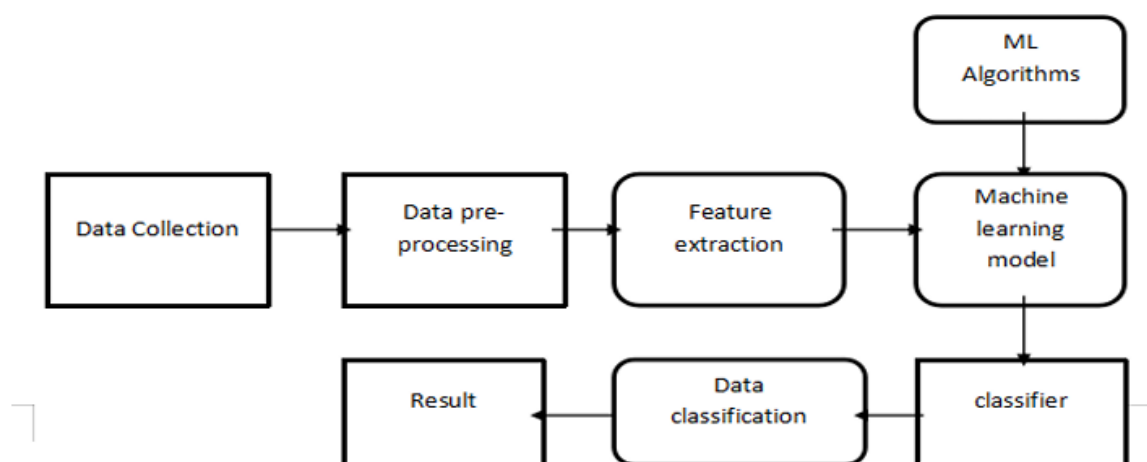 ML
Algorithms
Data Collection
Data pre-
processing
Feature
extraction
Machine
learning
model
Result
Data
classification
classifier